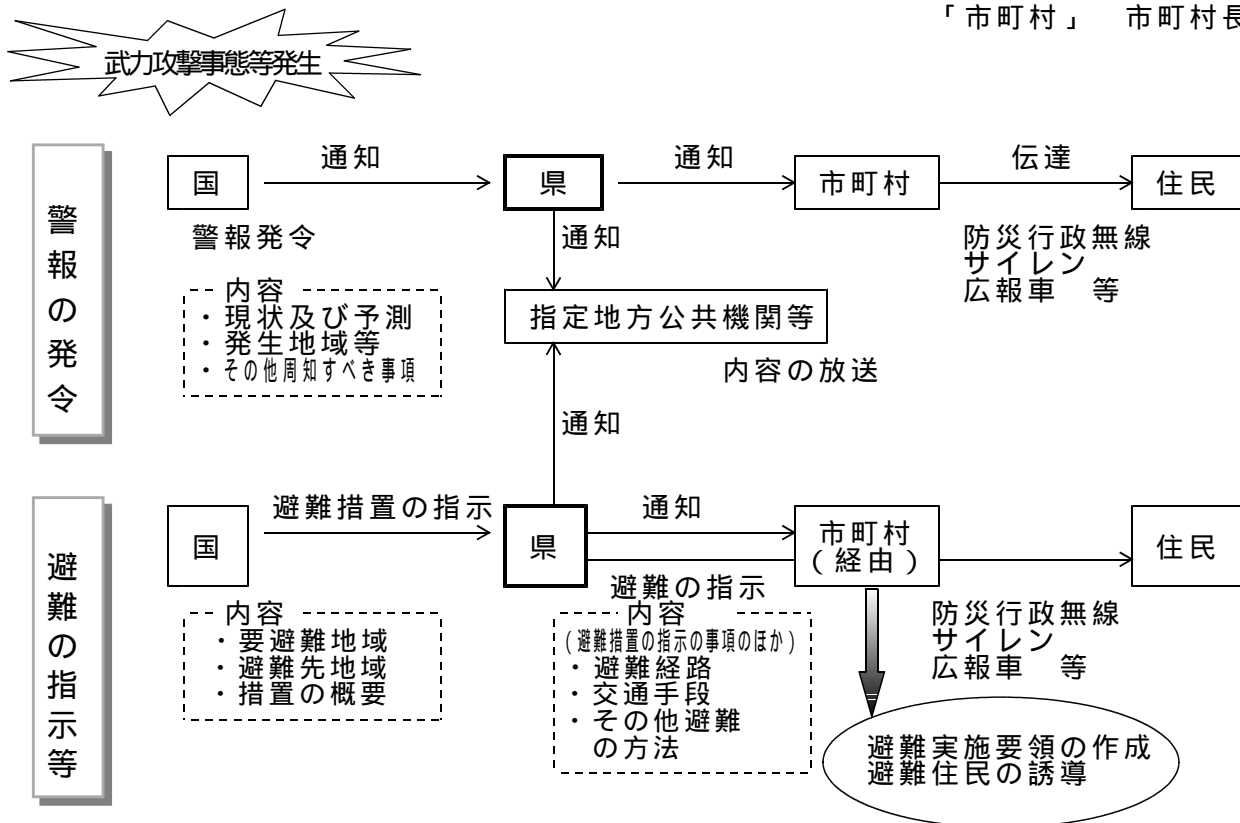 「市町村」　市町村長
武力攻撃事態等発生
警報の発令
国
通知
県
通知
市町村
伝達
住民
警報発令
通知
防災行政無線
サイレン
広報車　等
内容
・現状及び予測
・発生地域等
・その他周知すべき事項
指定地方公共機関等
内容の放送
通知
避難の指示等
国
避難措置の指示
県
通知
市町村
(経由)
住民
避難の指示
内容
・要避難地域
・避難先地域
・措置の概要
内容
(避難措置の指示の事項のほか)
・避難経路
・交通手段
・その他避難
の方法
防災行政無線
サイレン
広報車　等
避難実施要領の作成
避難住民の誘導